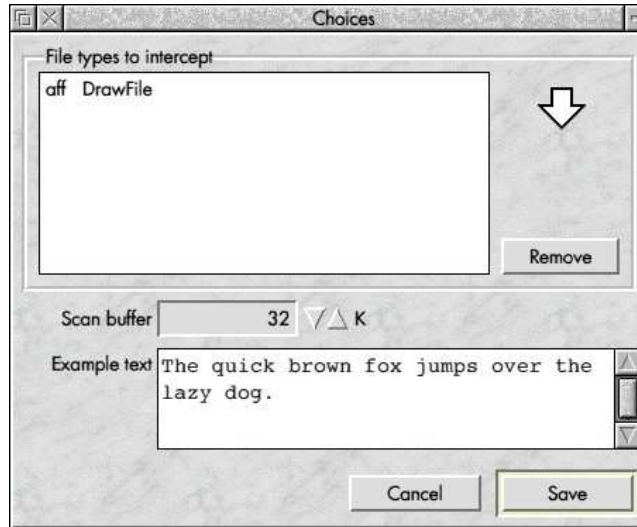 Choices
File types to intercept
aff DrawFile
Remove
Scan buffer 32 K
Example text The quick brown fox jumps over the
lazy dog.
Cancel Save